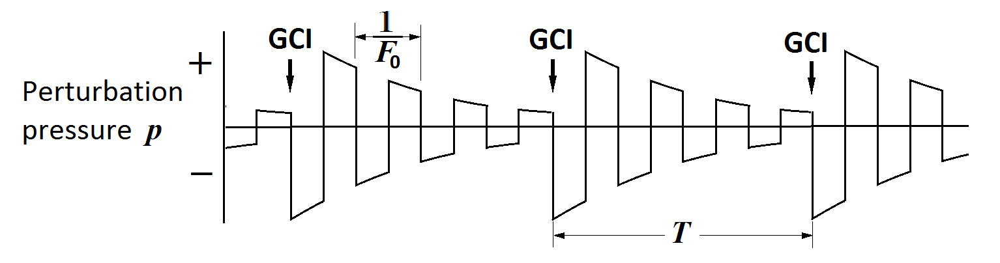 GCI
1
F₀
GCI
GCI
+
Perturbation
pressure p
−
T